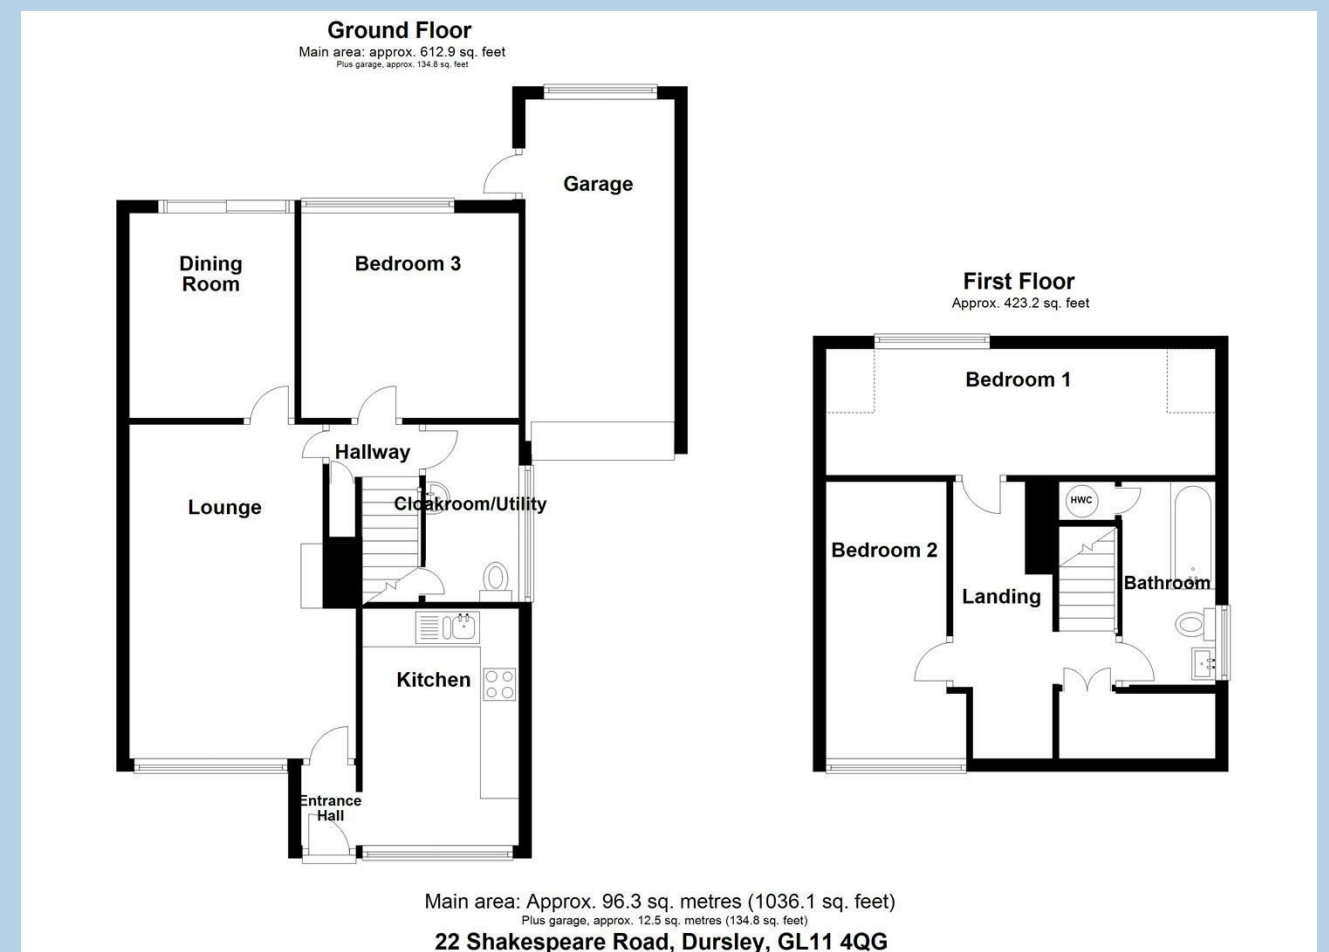 Ground Floor
Main area: approx. 612.9 sq. feet
Plus garage, approx. 134.8 sq. feet
Garage
Dining
Room
Bedroom 3
Hallway
Lounge
Cloakroom/Utility
Kitchen
Entrance
Hall
First Floor
Approx. 423.2 sq. feet
Bedroom 1
HWC
Bedroom 2
Bathroom
Landing
Main area: Approx. 96.3 sq. metres (1036.1 sq. feet)
Plus garage, approx. 12.5 sq. metres (134.8 sq. feet)
22 Shakespeare Road, Dursley, GL11 4QG